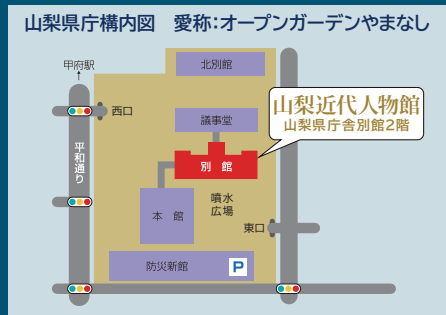 山梨県庁構内図　愛称：オープンガーデンやまなし
甲府駅
北別館
西口
議事堂
山梨近代人物館
山梨県庁舎別館2階
平和通り
別館
噴水
広場
本館
東口
防災新館
P